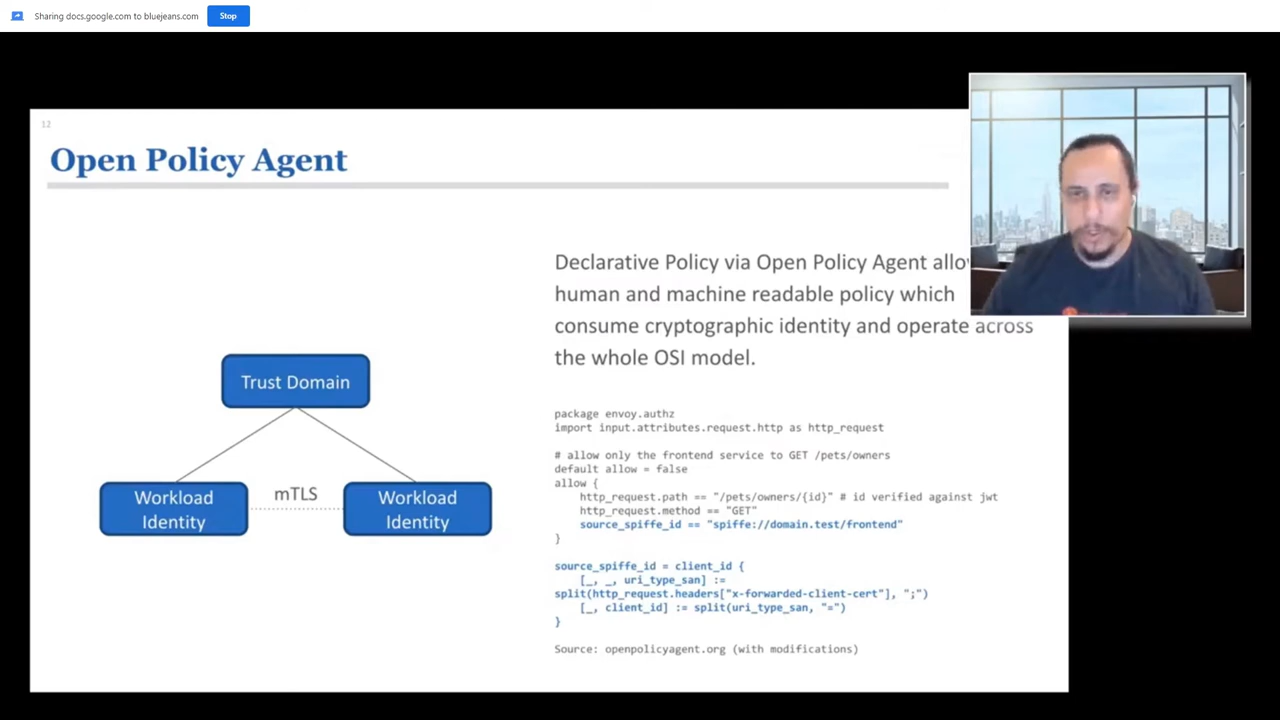 Sharing docs.google.com to bluejeans.com Stop
12
Open Policy Agent
Declarative Policy via Open Policy Agent
human and machine readable policy which
consume cryptographic identity and operate across
the whole OSI model.
Trust Domain
Workload
Identity
mTLS
Workload
Identity
package envoy.authz
import input.attributes.request.http as http_request
# allow only the frontend service to GET /pets/owners
default allow = false
allow {
    http_request.path == "/pets/owners/{id}" # id verified against jwt
    http_request.method == "GET"
    source_spiffe_id == "spiffe://domain.test/frontend"
}
source_spiffe_id = client_id {
    [_, _, uri_type_san] :=
split(http_request.headers["x-forwarded-client-cert"], ";")
    [_, client_id] := split(uri_type_san, "=")
}
Source: openpolicyagent.org (with modifications)